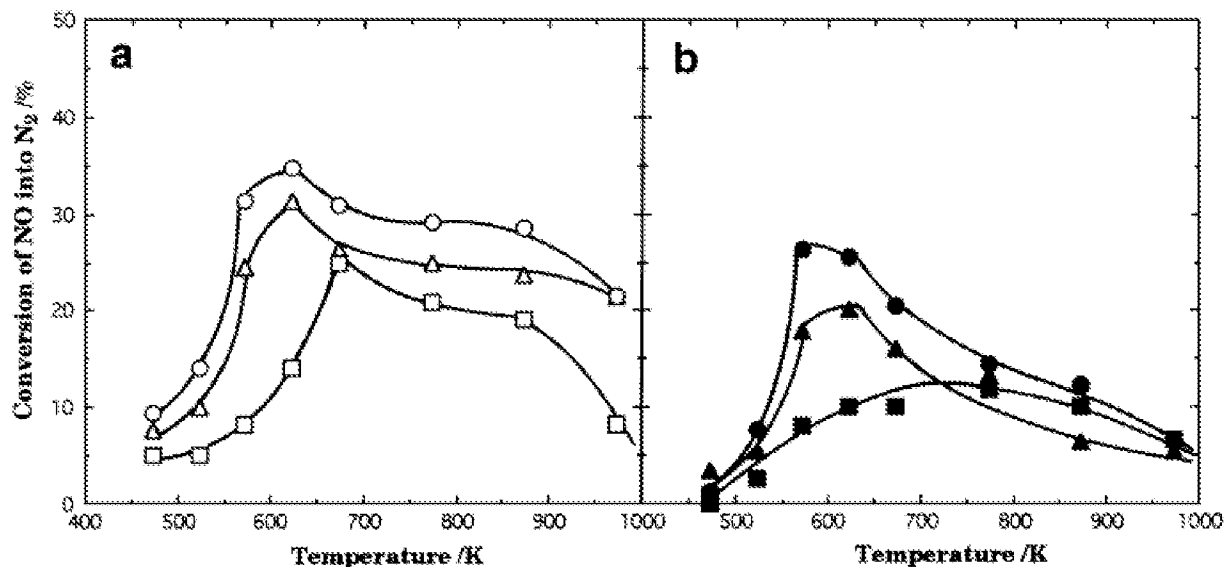 50
40
30
20
10
0
Conversion of NO into N₂ /%
a
b
400 500 600 700 800 900 1000
500 600 700 800 900 1000
Temperature /K
Temperature /K